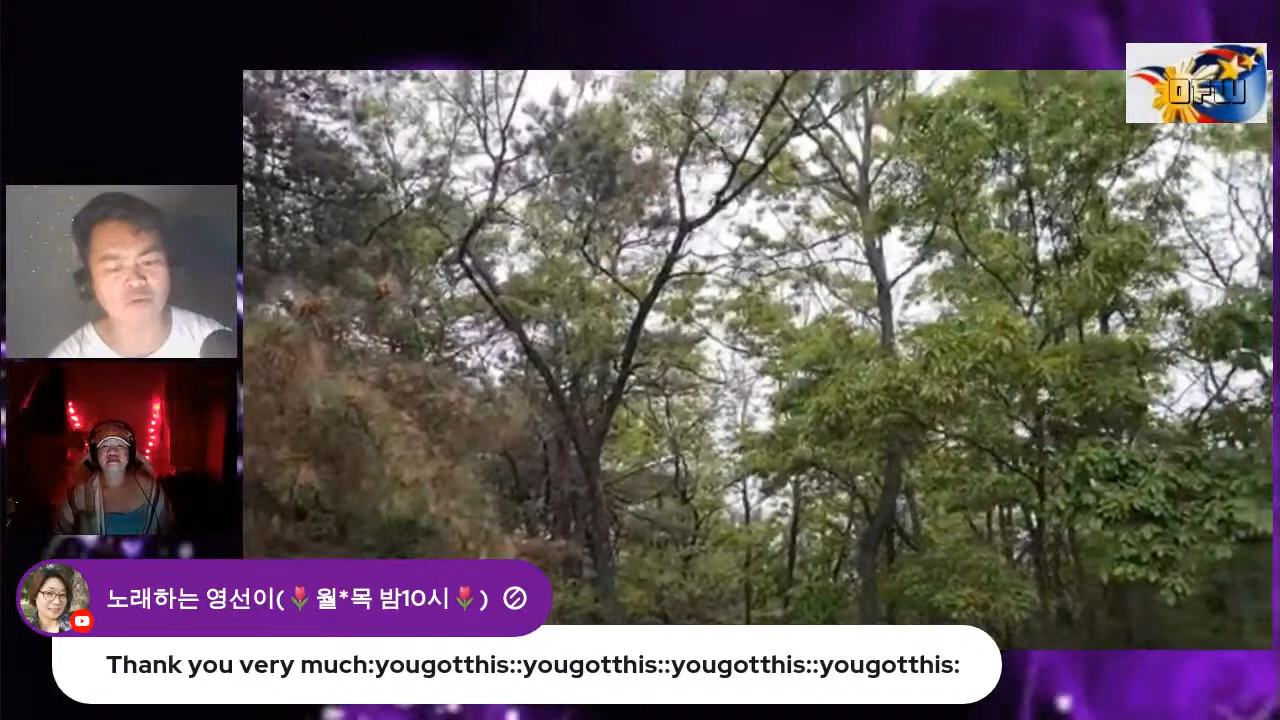 OFW
노래하는 영선이(🌷월*목 밤10시🌷)
Thank you very much:yougotthis::yougotthis::yougotthis::yougotthis: